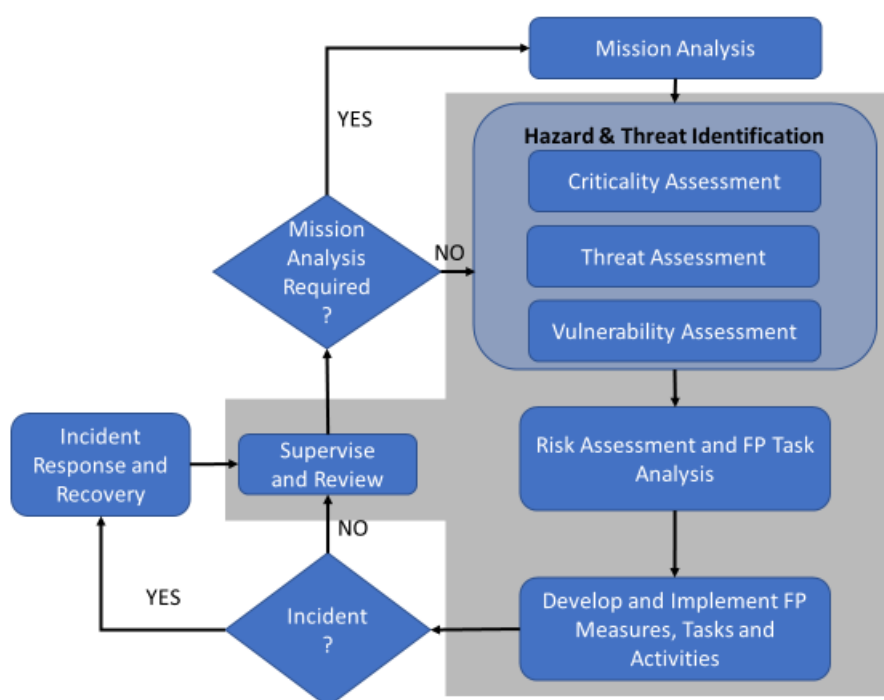 Mission Analysis
YES
Hazard & Threat Identification
Criticality Assessment
Mission
Analysis
Required
?
NO
Threat Assessment
Vulnerability Assessment
Incident
Response and
Recovery
Supervise
and Review
Risk Assessment and FP Task
Analysis
NO
YES
Incident
?
Develop and Implement FP
Measures, Tasks and
Activities